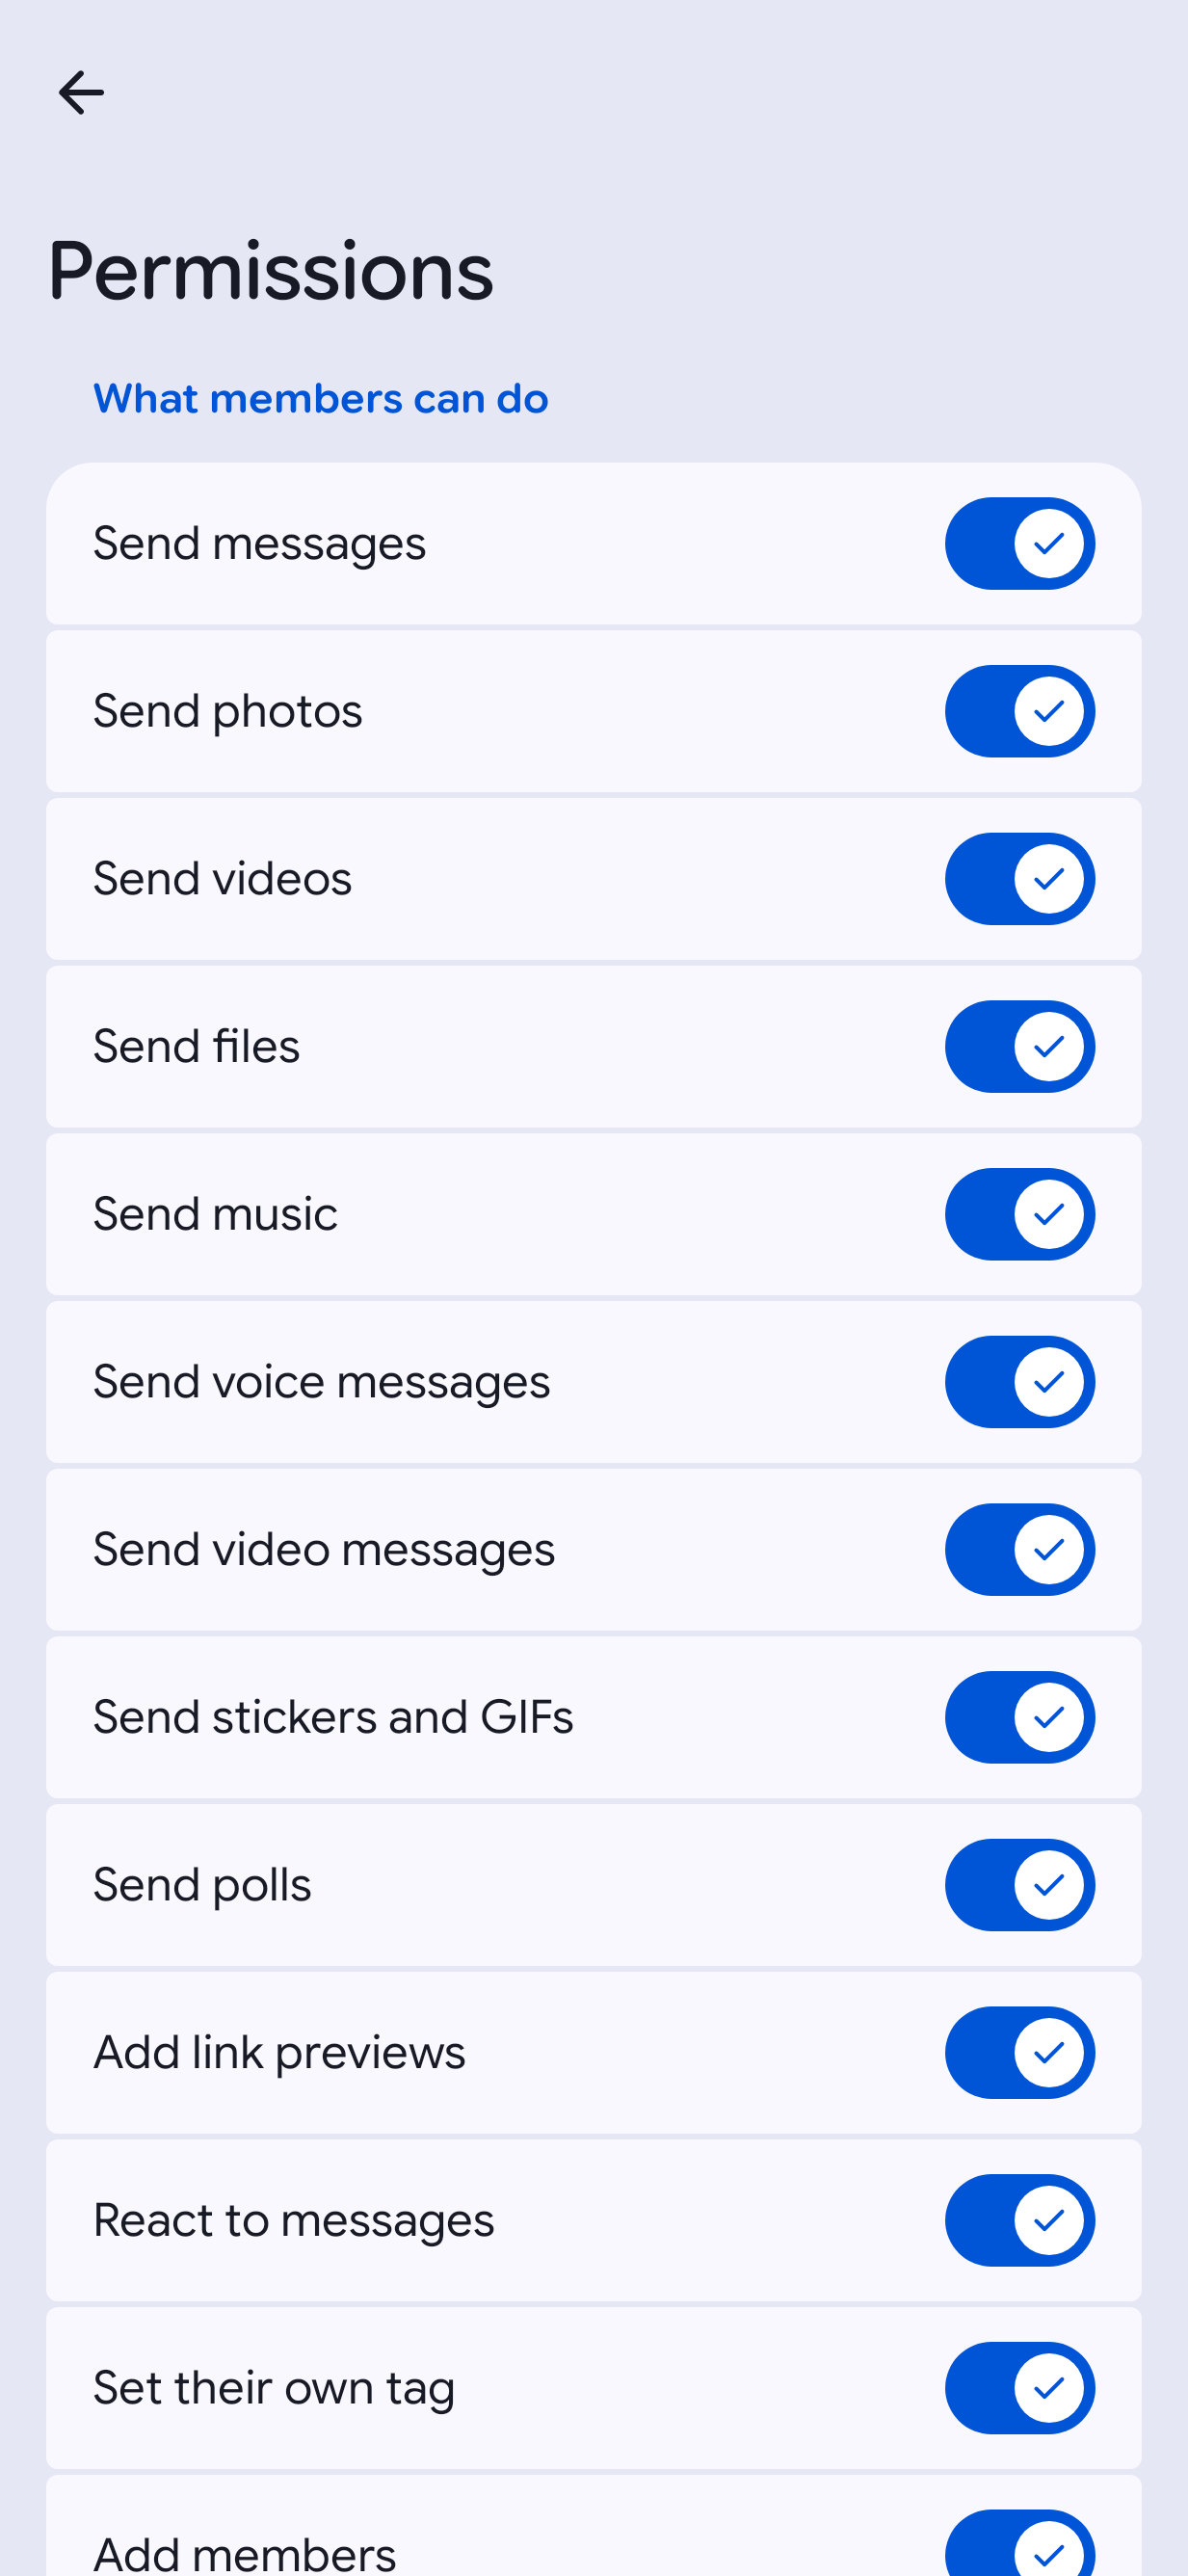 Permissions
What members can do
Send messages
Send photos
Send videos
Send files
Send music
Send voice messages
Send video messages
Send stickers and GIFs
Send polls
Add link previews
React to messages
Set their own tag
Add members